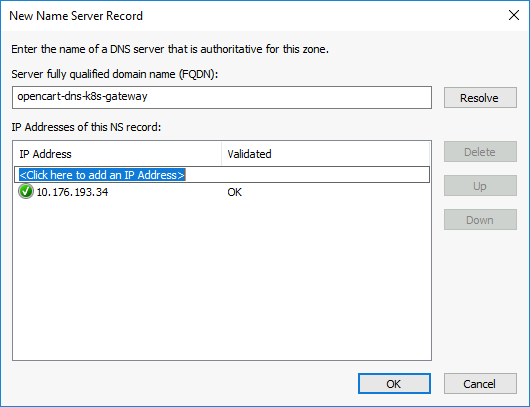 New Name Server Record
Enter the name of a DNS server that is authoritative for this zone.
Server fully qualified domain name (FQDN):
opencart-dns-k8s-gateway
Resolve
IP Addresses of this NS record:
IP Address Validated
Delete
<Click here to add an IP Address>
10.176.193.34 OK
Up
Down
OK Cancel